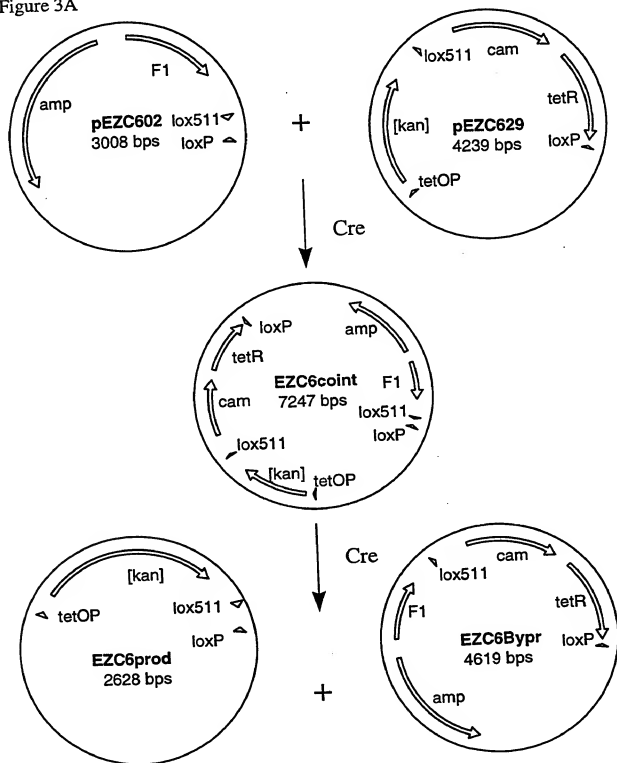 Figure 3A
F1
amp
pEZC602
3008 bps
lox511
loxP
+
lox511
cam
tetR
[kan]
pEZC629
4239 bps
loxP
tetOP
Cre
loxP
amp
tetR
EZC6coint
7247 bps
F1
cam
lox511
loxP
lox511
[kan]
tetOP
Cre
[kan]
tetOP
lox511
loxP
EZC6prod
2628 bps
+
cam
lox511
F1
tetR
EZC6Bypr
4619 bps
loxP
amp